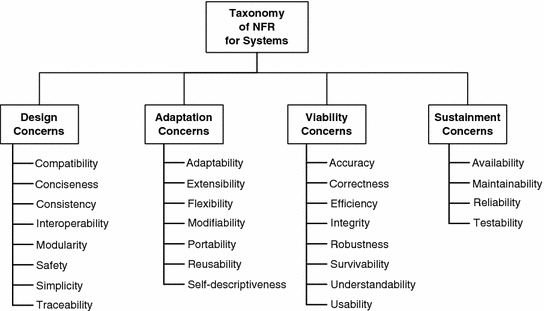 Taxonomy
of NFR
for Systems
Design
Concerns
Compatibility
Conciseness
Consistency
Interoperability
Modularity
Safety
Simplicity
Traceability
Adaptation
Concerns
Adaptability
Extensibility
Flexibility
Modifiability
Portability
Reusability
Self-descriptiveness
Viability
Concerns
Accuracy
Correctness
Efficiency
Integrity
Robustness
Survivability
Understandability
Usability
Sustainment
Concerns
Availability
Maintainability
Reliability
Testability